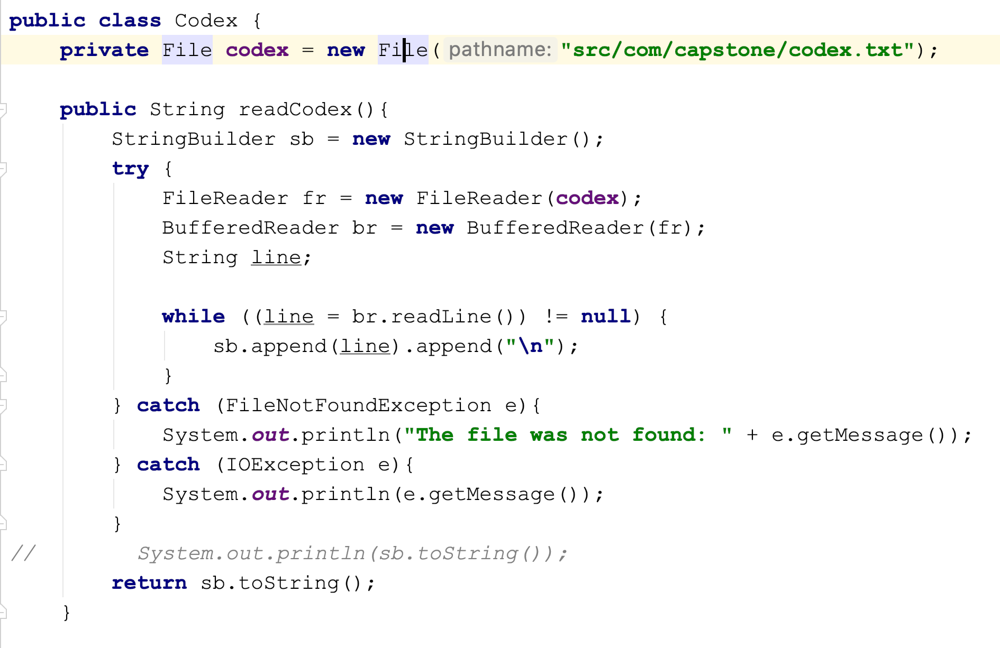 public class Codex {
    private File codex = new File( pathname: "src/com/capstone/codex.txt");

    public String readCodex(){
        StringBuilder sb = new StringBuilder();
        try {
            FileReader fr = new FileReader(codex);
            BufferedReader br = new BufferedReader(fr);
            String line;

            while ((line = br.readLine()) != null) {
                sb.append(line).append("\n");
            }
        } catch (FileNotFoundException e){
            System.out.println("The file was not found: " + e.getMessage());
        } catch (IOException e){
            System.out.println(e.getMessage());
        }
//        System.out.println(sb.toString());
        return sb.toString();
    }